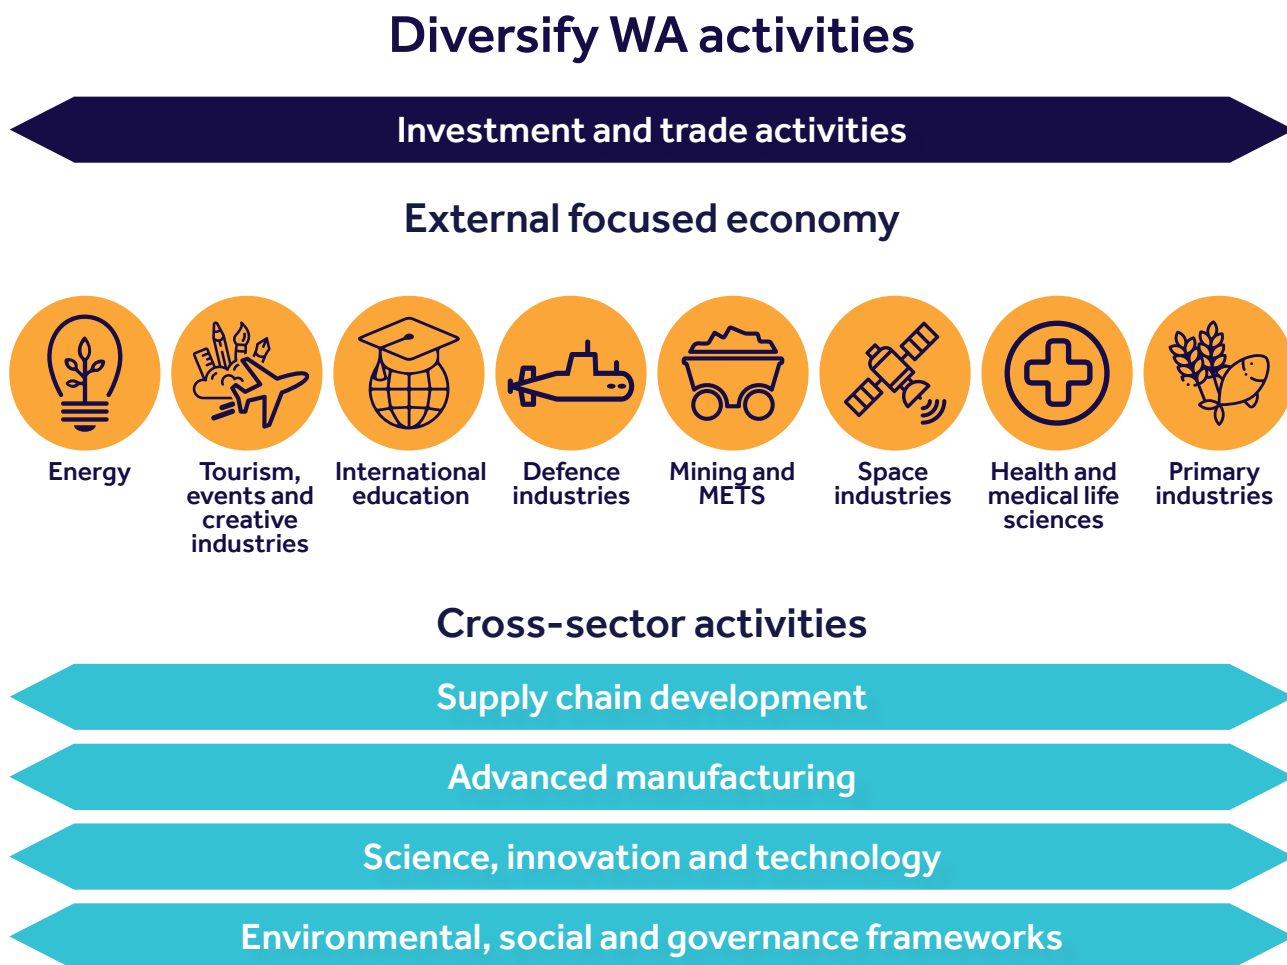 Diversify WA activities
Investment and trade activities
External focused economy
Energy
Tourism,
events and
creative
industries
International
education
Defence
industries
Mining and
METS
Space
industries
Health and
medical life
sciences
Primary
industries
Cross-sector activities
Supply chain development
Advanced manufacturing
Science, innovation and technology
Environmental, social and governance frameworks